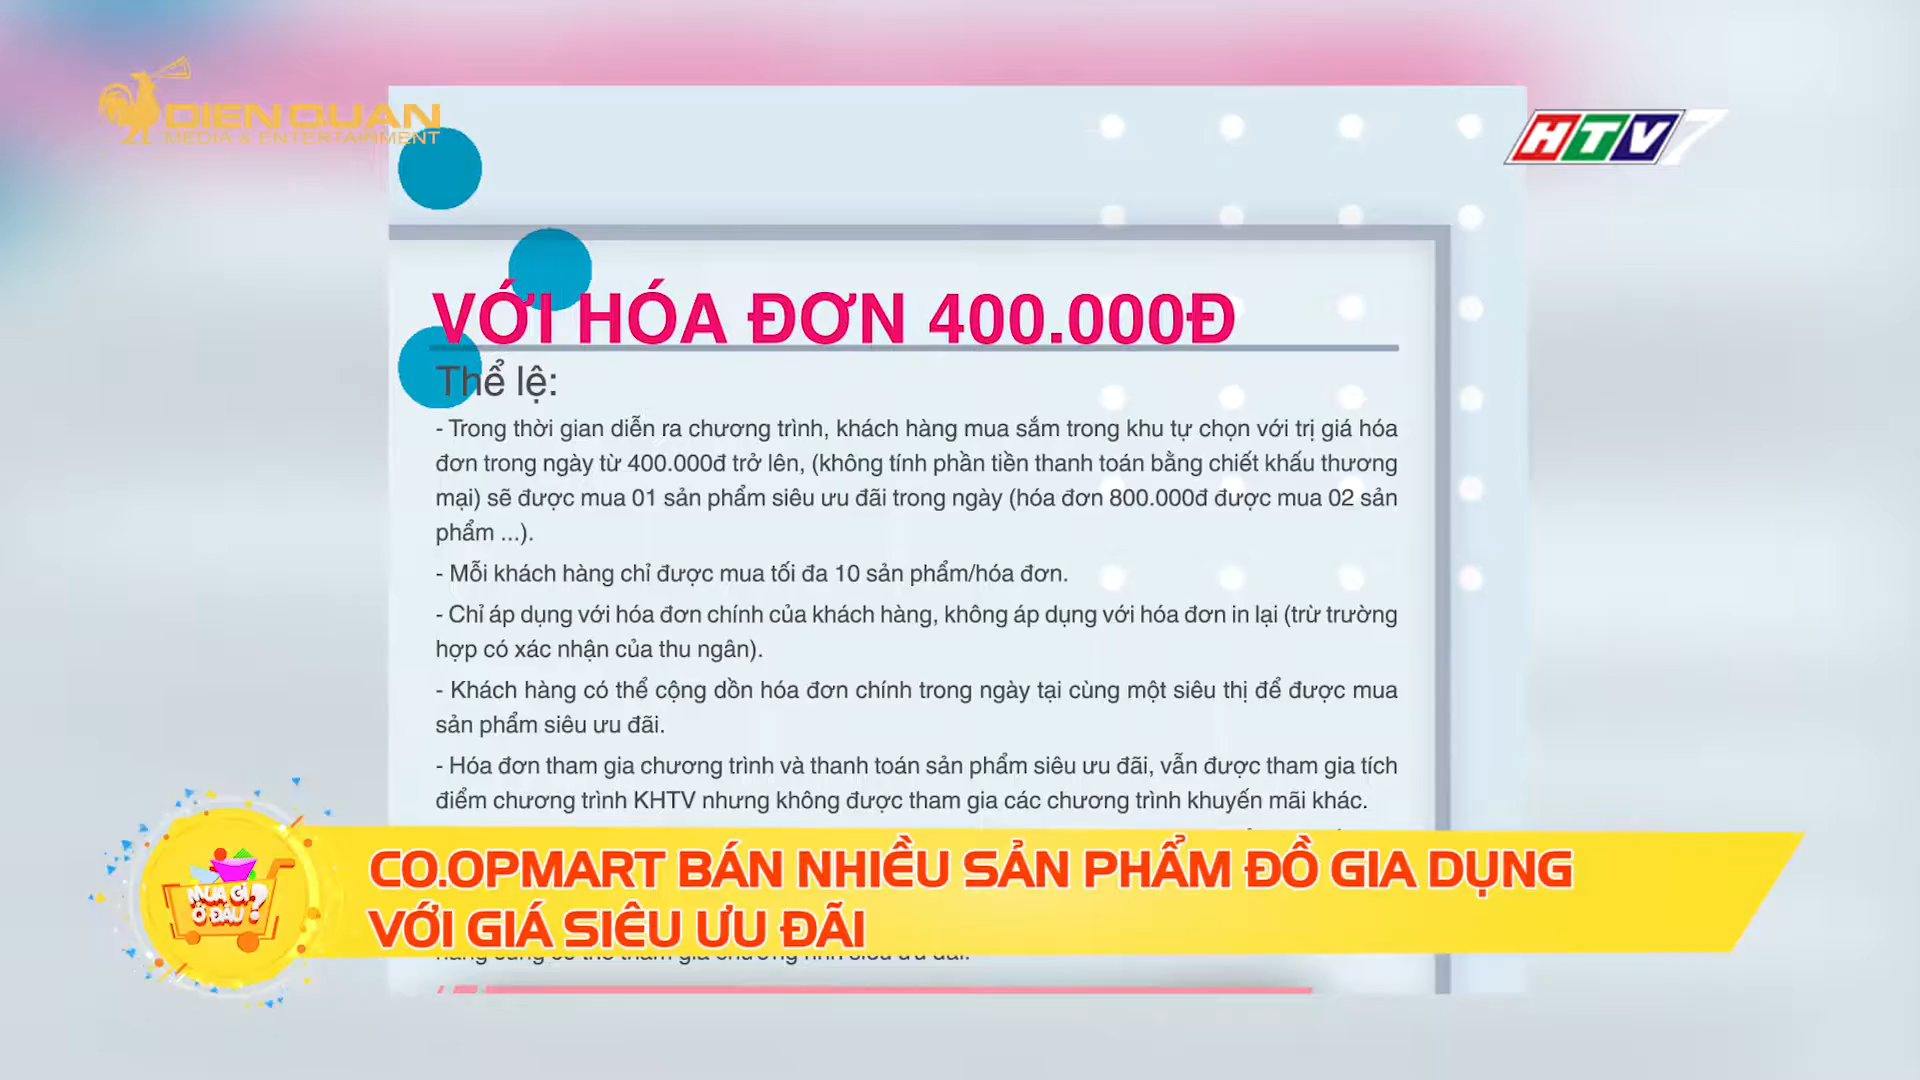 DIEN QUAN
MEDIA & ENTERTAINMENT
HTV7
VỚI HÓA ĐƠN 400.000Đ
Thể lệ:
- Trong thời gian diễn ra chương trình, khách hàng mua sắm trong khu tự chọn với trị giá hóa
đơn trong ngày từ 400.000đ trở lên, (không tính phần tiền thanh toán bằng chiết khấu thương
mại) sẽ được mua 01 sản phẩm siêu ưu đãi trong ngày (hóa đơn 800.000đ được mua 02 sản
phẩm ...).
- Mỗi khách hàng chỉ được mua tối đa 10 sản phẩm/hóa đơn.
- Chỉ áp dụng với hóa đơn chính của khách hàng, không áp dụng với hóa đơn in lại (trừ trường
hợp có xác nhận của thu ngân).
- Khách hàng có thể cộng dồn hóa đơn chính trong ngày tại cùng một siêu thị để được mua
sản phẩm siêu ưu đãi.
- Hóa đơn tham gia chương trình và thanh toán sản phẩm siêu ưu đãi, vẫn được tham gia tích
điểm chương trình KHTV nhưng không được tham gia các chương trình khuyến mãi khác.
MUA GÌ
Ở ĐÂU?
CO.OPMART BÁN NHIỀU SẢN PHẨM ĐỒ GIA DỤNG
VỚI GIÁ SIÊU ƯU ĐÃI